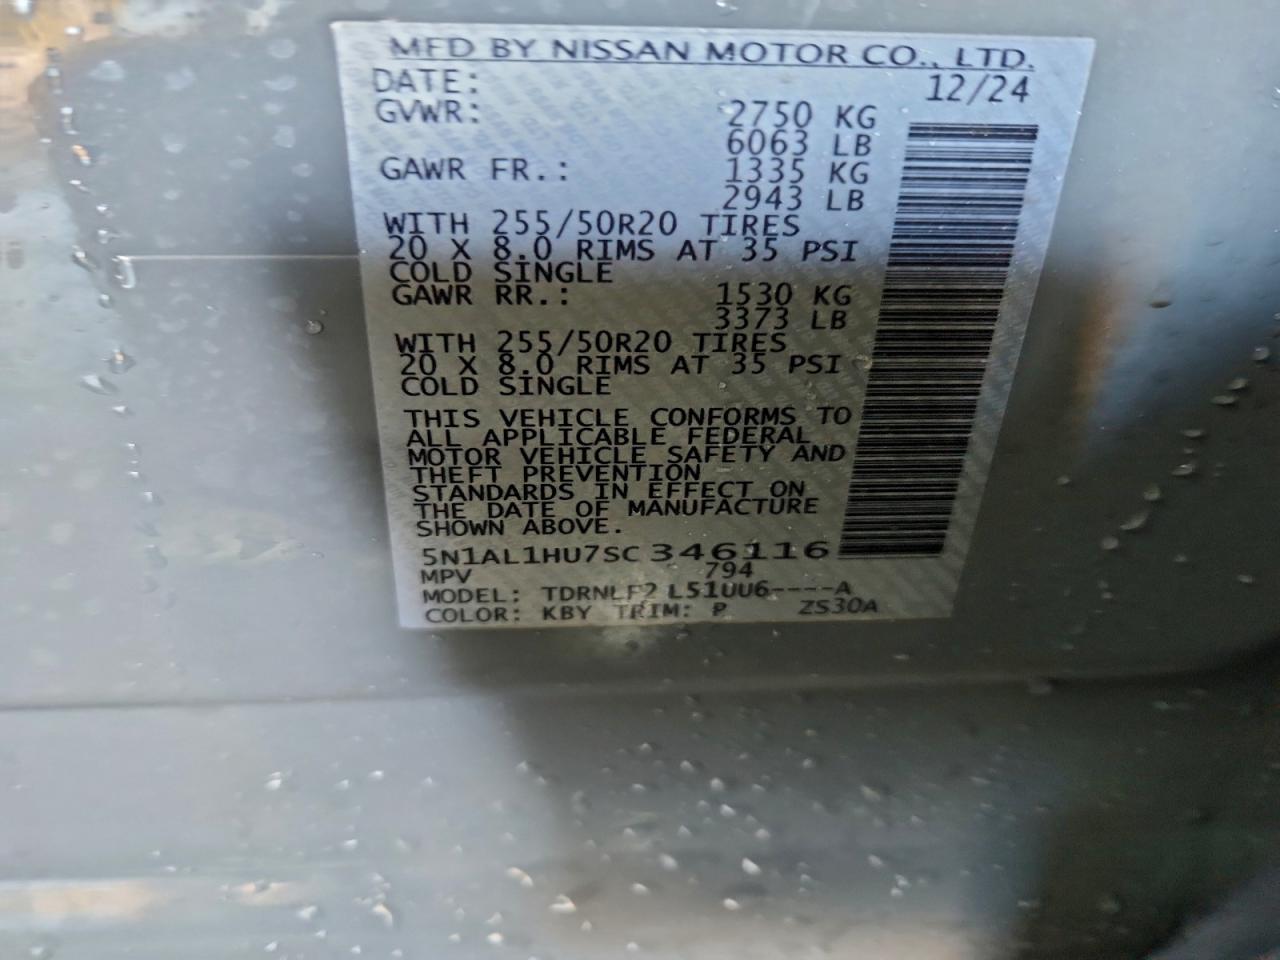 MFD BY NISSAN MOTOR CO., LTD.
DATE: 12/24
GVWR: 2750 KG
6063 LB
GAWR FR.: 1335 KG
2943 LB
WITH 255/50R20 TIRES
20 X 8.0 RIMS AT 35 PSI
COLD SINGLE
GAWR RR.: 1530 KG
3373 LB
WITH 255/50R20 TIRES
20 X 8.0 RIMS AT 35 PSI
COLD SINGLE
THIS VEHICLE CONFORMS TO
ALL APPLICABLE FEDERAL
MOTOR VEHICLE SAFETY AND
THEFT PREVENTION
STANDARDS IN EFFECT ON
THE DATE OF MANUFACTURE
SHOWN ABOVE.
5N1AL1HU7SC346116
MPV 794
MODEL: L51UU6----A
COLOR: KBY TRIM: P ZS30A